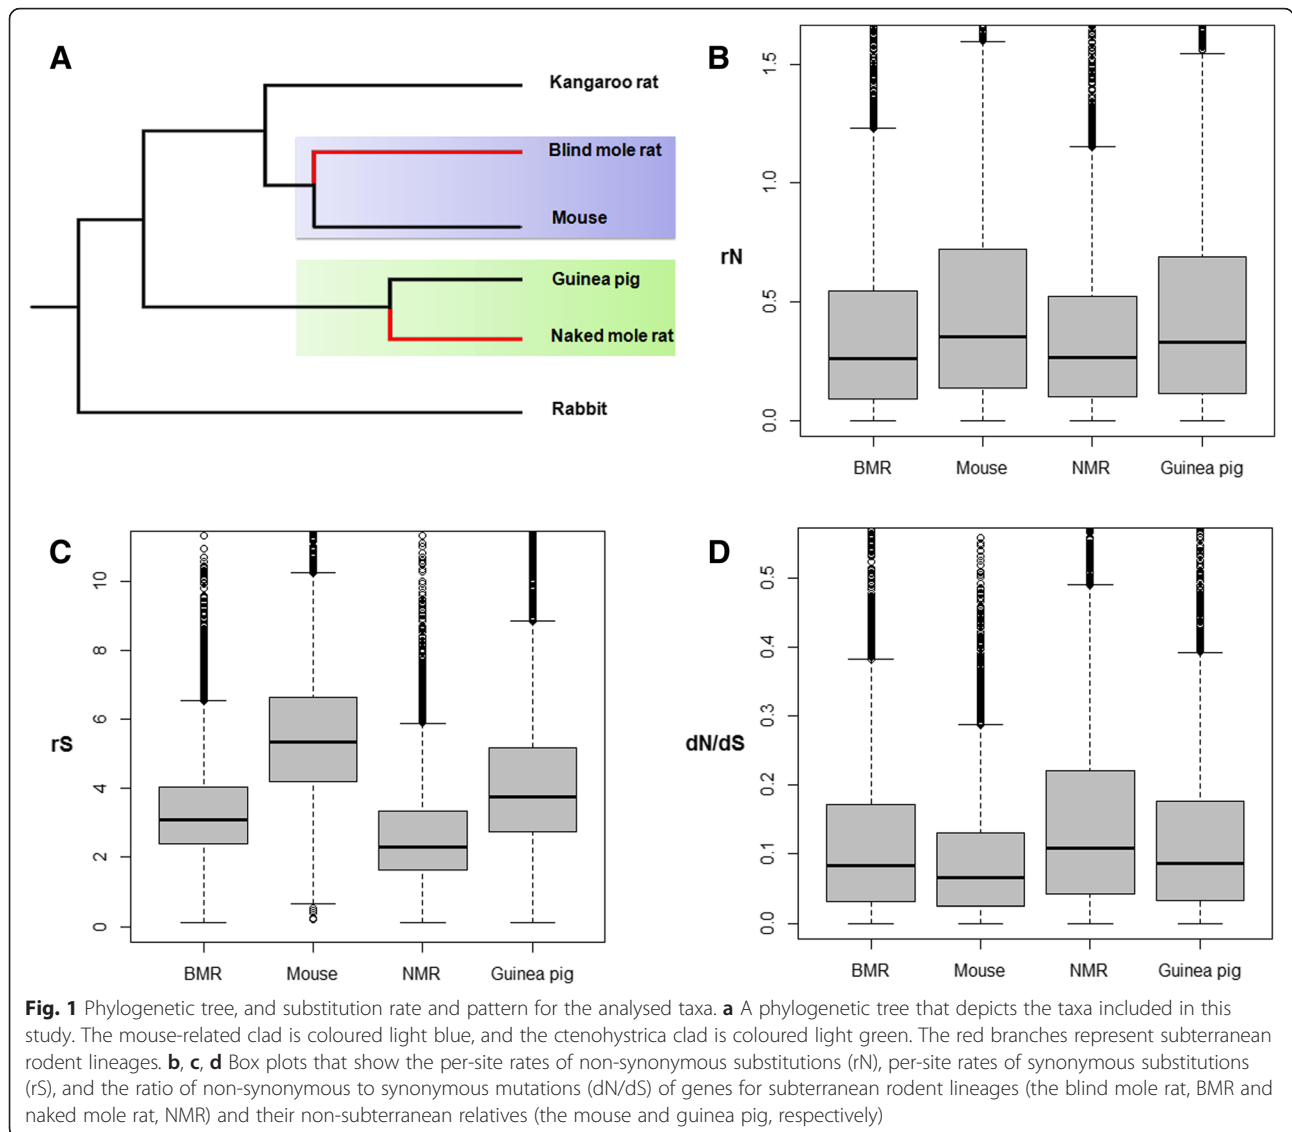 A
Kangaroo rat
Blind mole rat
Mouse
Guinea pig
Naked mole rat
Rabbit
B
rN
1.5
1.0
0.5
0.0
BMR Mouse NMR Guinea pig
C
rS
10
8
6
4
2
0
BMR Mouse NMR Guinea pig
D
dN/dS
0.5
0.4
0.3
0.2
0.1
0.0
BMR Mouse NMR Guinea pig
Fig. 1 Phylogenetic tree, and substitution rate and pattern for the analysed taxa. a A phylogenetic tree that depicts the taxa included in this
study. The mouse-related clad is coloured light blue, and the ctenohystrica clad is coloured light green. The red branches represent subterranean
rodent lineages. b, c, d Box plots that show the per-site rates of non-synonymous substitutions (rN), per-site rates of synonymous substitutions
(rS), and the ratio of non-synonymous to synonymous mutations (dN/dS) of genes for subterranean rodent lineages (the blind mole rat, BMR and
naked mole rat, NMR) and their non-subterranean relatives (the mouse and guinea pig, respectively)